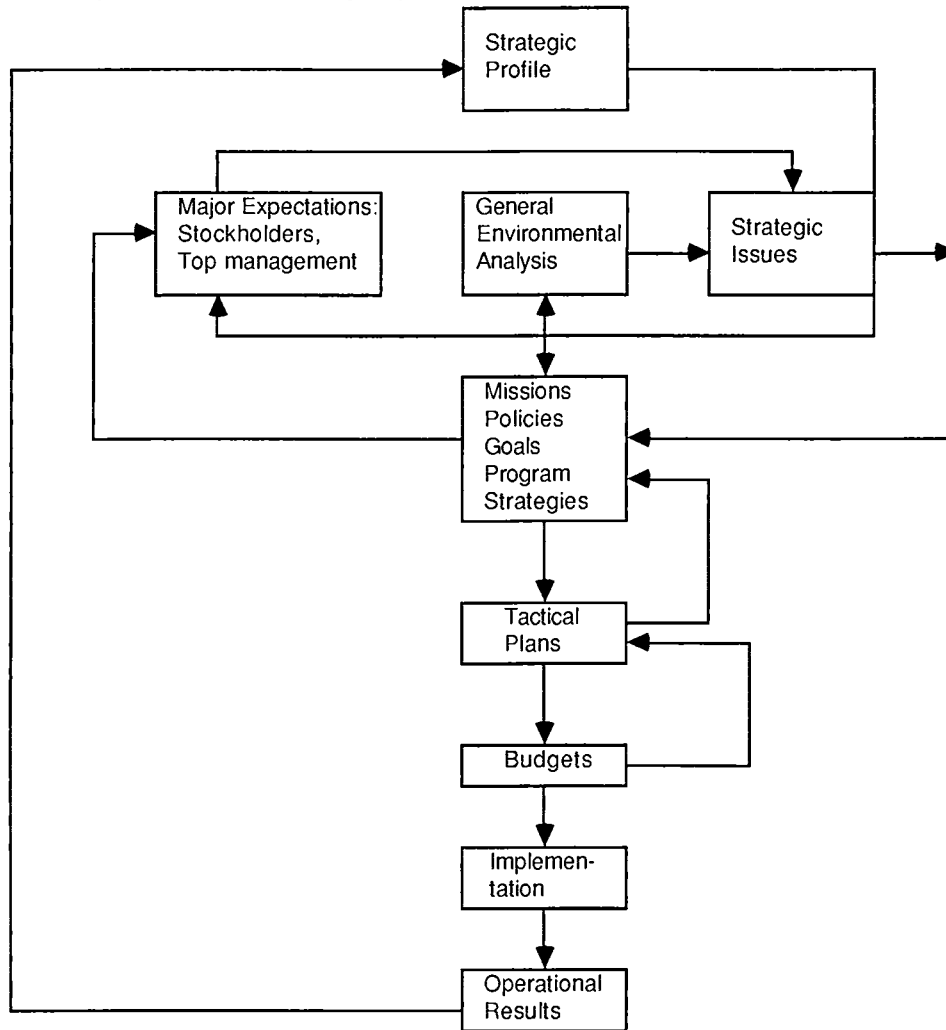 Strategic
Profile
Major Expectations:
Stockholders,
Top management
General
Environmental
Analysis
Strategic
Issues
Missions
Policies
Goals
Program
Strategies
Tactical
Plans
Budgets
Implemen-
tation
Operational
Results